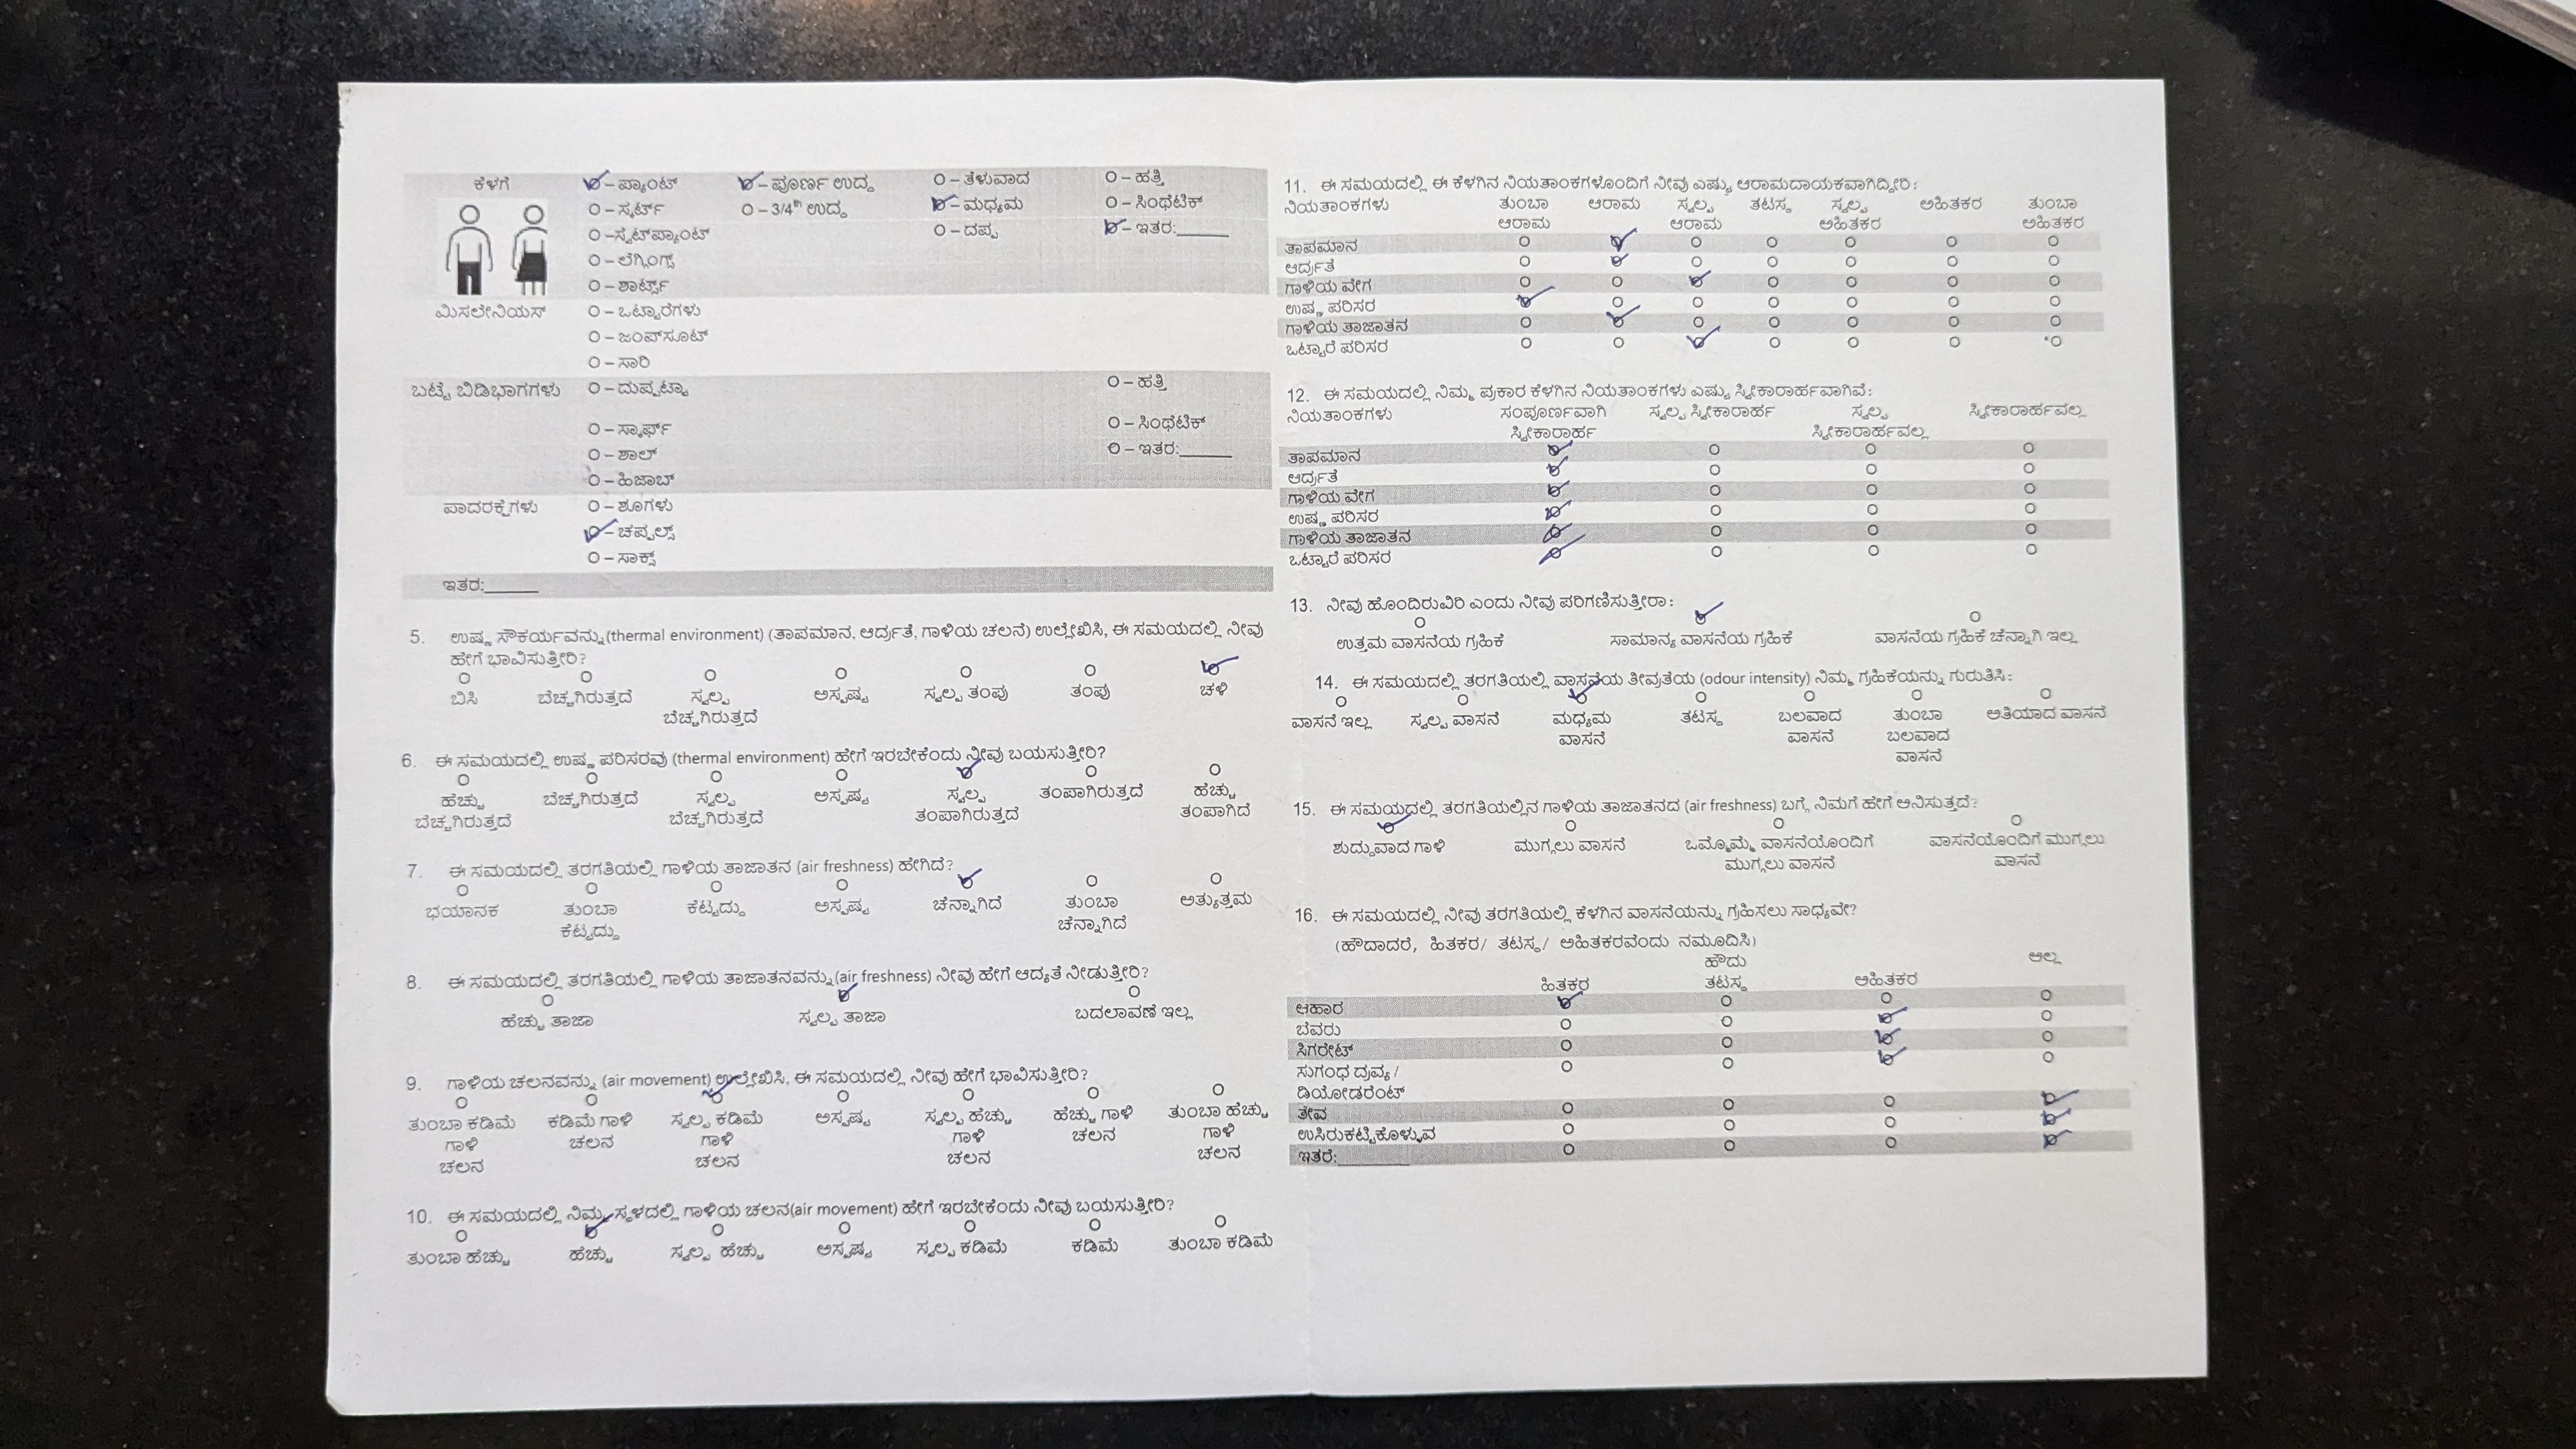 ಕೆಳಗೆ O – ಪ್ಯಾಂಟ್ O – ಪೂರ್ಣ ಉದ್ದ O – ತೆಳುವಾದ O – ಹತ್ತಿ
O – ಸ್ಕರ್ಟ್ O – 3/4th ಉದ್ದ O – ಮಧ್ಯಮ O – ಸಿಂಥೆಟಿಕ್
O –ಸ್ವೆಟ್‌ಪ್ಯಾಂಟ್ O – ದಪ್ಪ O – ಇತರ:______
O – ಲೆಗ್ಗಿಂಗ್ಸ್
O – ಶಾರ್ಟ್ಸ್
ಮಿಸಲೇನಿಯಸ್ O – ಒಟ್ಟಾರೆಗಳು
O – ಜಂಪ್‌ಸೂಟ್
O – ಸಾರಿ
ಬಟ್ಟೆ ಬಿಡಿಭಾಗಗಳು O – ದುಪ್ಪಟ್ಟಾ O – ಹತ್ತಿ
O – ಸ್ಕಾರ್ಫ್ O – ಸಿಂಥೆಟಿಕ್
O – ಶಾಲ್ O – ಇತರ:______
O – ಹಿಜಾಬ್
ಪಾದರಕ್ಷೆಗಳು O – ಶೂಗಳು
O – ಚಪ್ಪಲ್ಸ್
O – ಸಾಕ್ಸ್
ಇತರ:______
5. ಉಷ್ಣ ಸೌಕರ್ಯವನ್ನು (thermal environment) (ತಾಪಮಾನ, ಆರ್ದ್ರತೆ, ಗಾಳಿಯ ಚಲನ) ಉಲ್ಲೇಖಿಸಿ, ಈ ಸಮಯದಲ್ಲಿ ನೀವು
ಹೇಗೆ ಭಾವಿಸುತ್ತೀರಿ?
ಬಿಸಿ ಬೆಚ್ಚಗಿರುತ್ತದೆ ಸ್ವಲ್ಪ ಅಸ್ಪಷ್ಟ ಸ್ವಲ್ಪ ತಂಪು ತಂಪು ಚಳಿ
ಬೆಚ್ಚಗಿರುತ್ತದೆ
6. ಈ ಸಮಯದಲ್ಲಿ ಉಷ್ಣ ಪರಿಸರವು (thermal environment) ಹೇಗೆ ಇರಬೇಕೆಂದು ನೀವು ಬಯಸುತ್ತೀರಿ?
ಹೆಚ್ಚು ಬೆಚ್ಚಗಿರುತ್ತದೆ ಸ್ವಲ್ಪ ಅಸ್ಪಷ್ಟ ಸ್ವಲ್ಪ ತಂಪಾಗಿರುತ್ತದೆ ಹೆಚ್ಚು
ಬೆಚ್ಚಗಿರುತ್ತದೆ ಬೆಚ್ಚಗಿರುತ್ತದೆ ತಂಪಾಗಿರುತ್ತದೆ ತಂಪಾಗಿದೆ
7. ಈ ಸಮಯದಲ್ಲಿ ತರಗತಿಯಲ್ಲಿ ಗಾಳಿಯ ತಾಜಾತನ (air freshness) ಹೇಗಿದೆ?
ಭಯಾನಕ ತುಂಬಾ ಕೆಟ್ಟದ್ದು ಅಸ್ಪಷ್ಟ ಚೆನ್ನಾಗಿದೆ ತುಂಬಾ ಅತ್ಯುತ್ತಮ
ಕೆಟ್ಟದ್ದು ಚೆನ್ನಾಗಿದೆ
8. ಈ ಸಮಯದಲ್ಲಿ ತರಗತಿಯಲ್ಲಿ ಗಾಳಿಯ ತಾಜಾತನವನ್ನು (air freshness) ನೀವು ಹೇಗೆ ಆದ್ಯತೆ ನೀಡುತ್ತೀರಿ?
ಹೆಚ್ಚು ತಾಜಾ ಸ್ವಲ್ಪ ತಾಜಾ ಬದಲಾವಣೆ ಇಲ್ಲ
9. ಗಾಳಿಯ ಚಲನವನ್ನು (air movement) ಉಲ್ಲೇಖಿಸಿ, ಈ ಸಮಯದಲ್ಲಿ ನೀವು ಹೇಗೆ ಭಾವಿಸುತ್ತೀರಿ?
ತುಂಬಾ ಕಡಿಮೆ ಕಡಿಮೆ ಗಾಳಿ ಸ್ವಲ್ಪ ಕಡಿಮೆ ಅಸ್ಪಷ್ಟ ಸ್ವಲ್ಪ ಹೆಚ್ಚು ಹೆಚ್ಚು ಗಾಳಿ ತುಂಬಾ ಹೆಚ್ಚು
ಗಾಳಿ ಚಲನ ಗಾಳಿ ಗಾಳಿ ಚಲನ ಗಾಳಿ
ಚಲನ ಚಲನ ಚಲನ ಚಲನ
10. ಈ ಸಮಯದಲ್ಲಿ ನಿಮ್ಮ ಸ್ಥಳದಲ್ಲಿ ಗಾಳಿಯ ಚಲನ(air movement) ಹೇಗೆ ಇರಬೇಕೆಂದು ನೀವು ಬಯಸುತ್ತೀರಿ?
ತುಂಬಾ ಹೆಚ್ಚು ಹೆಚ್ಚು ಸ್ವಲ್ಪ ಹೆಚ್ಚು ಅಸ್ಪಷ್ಟ ಸ್ವಲ್ಪ ಕಡಿಮೆ ಕಡಿಮೆ ತುಂಬಾ ಕಡಿಮೆ
11. ಈ ಸಮಯದಲ್ಲಿ ಈ ಕೆಳಗಿನ ನಿಯತಾಂಕಗಳೊಂದಿಗೆ ನೀವು ಎಷ್ಟು ಆರಾಮದಾಯಕವಾಗಿದ್ದೀರಿ:
ನಿಯತಾಂಕಗಳು ತುಂಬಾ ಆರಾಮ ಸ್ವಲ್ಪ ತಟಸ್ಥ ಸ್ವಲ್ಪ ಅಹಿತಕರ ತುಂಬಾ
ಆರಾಮ ಆರಾಮ ಅಹಿತಕರ ಅಹಿತಕರ
ತಾಪಮಾನ
ಆರ್ದ್ರತೆ
ಗಾಳಿಯ ವೇಗ
ಉಷ್ಣ ಪರಿಸರ
ಗಾಳಿಯ ತಾಜಾತನ
ಒಟ್ಟಾರೆ ಪರಿಸರ
12. ಈ ಸಮಯದಲ್ಲಿ ನಿಮ್ಮ ಪ್ರಕಾರ ಕೆಳಗಿನ ನಿಯತಾಂಕಗಳು ಎಷ್ಟು ಸ್ವೀಕಾರಾರ್ಹವಾಗಿವೆ:
ನಿಯತಾಂಕಗಳು ಸಂಪೂರ್ಣವಾಗಿ ಸ್ವಲ್ಪ ಸ್ವೀಕಾರಾರ್ಹ ಸ್ವಲ್ಪ ಸ್ವೀಕಾರಾರ್ಹವಲ್ಲ
ಸ್ವೀಕಾರಾರ್ಹ ಸ್ವೀಕಾರಾರ್ಹವಲ್ಲ
ತಾಪಮಾನ
ಆರ್ದ್ರತೆ
ಗಾಳಿಯ ವೇಗ
ಉಷ್ಣ ಪರಿಸರ
ಗಾಳಿಯ ತಾಜಾತನ
ಒಟ್ಟಾರೆ ಪರಿಸರ
13. ನೀವು ಹೊಂದಿರುವಿರಿ ಎಂದು ನೀವು ಪರಿಗಣಿಸುತ್ತೀರಾ:
ಉತ್ತಮ ವಾಸನೆಯ ಗ್ರಹಿಕೆ ಸಾಮಾನ್ಯ ವಾಸನೆಯ ಗ್ರಹಿಕೆ ವಾಸನೆಯ ಗ್ರಹಿಕೆ ಚೆನ್ನಾಗಿ ಇಲ್ಲ
14. ಈ ಸಮಯದಲ್ಲಿ ತರಗತಿಯಲ್ಲಿ ವಾಸನೆಯ ತೀವ್ರತೆಯ (odour intensity) ನಿಮ್ಮ ಗ್ರಹಿಕೆಯನ್ನು ಗುರುತಿಸಿ:
ವಾಸನೆ ಇಲ್ಲ ಸ್ವಲ್ಪ ವಾಸನೆ ಮಧ್ಯಮ ತಟಸ್ಥ ಬಲವಾದ ತುಂಬಾ ಅತಿಯಾದ ವಾಸನೆ
ವಾಸನೆ ವಾಸನೆ ಬಲವಾದ
ವಾಸನೆ
15. ಈ ಸಮಯದಲ್ಲಿ ತರಗತಿಯಲ್ಲಿನ ಗಾಳಿಯ ತಾಜಾತನದ (air freshness) ಬಗ್ಗೆ ನಿಮಗೆ ಹೇಗೆ ಅನಿಸುತ್ತದೆ?
ಶುದ್ಧವಾದ ಗಾಳಿ ಮುಗ್ಗಲು ವಾಸನೆ ಒಮ್ಮೊಮ್ಮೆ ವಾಸನೆಯೊಂದಿಗೆ ವಾಸನೆಯೊಂದಿಗೆ ಮುಗ್ಗಲು
ಮುಗ್ಗಲು ವಾಸನೆ ವಾಸನೆ
16. ಈ ಸಮಯದಲ್ಲಿ ನೀವು ತರಗತಿಯಲ್ಲಿ ಕೆಳಗಿನ ವಾಸನೆಯನ್ನು ಗ್ರಹಿಸಲು ಸಾಧ್ಯವೇ?
(ಹೌದಾದರೆ, ಹಿತಕರ/ ತಟಸ್ಥ/ ಅಹಿತಕರವೆಂದು ನಮೂದಿಸಿ)
ಹೌದು ಅಲ್ಲ
ಹಿತಕರ ತಟಸ್ಥ ಅಹಿತಕರ
ಆಹಾರ
ಬೆವರು
ಸಿಗರೇಟ್
ಸುಗಂಧ ದ್ರವ್ಯ/
ಡಿಯೋಡರೆಂಟ್
ತೇವ
ಉಸಿರುಕಟ್ಟಿಕೊಳ್ಳುವ
ಇತರೆ:________